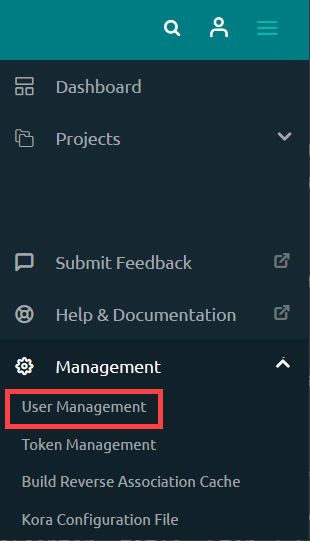 Dashboard
Projects
Submit Feedback
Help & Documentation
Management
User Management
Token Management
Build Reverse Association Cache
Kora Configuration File